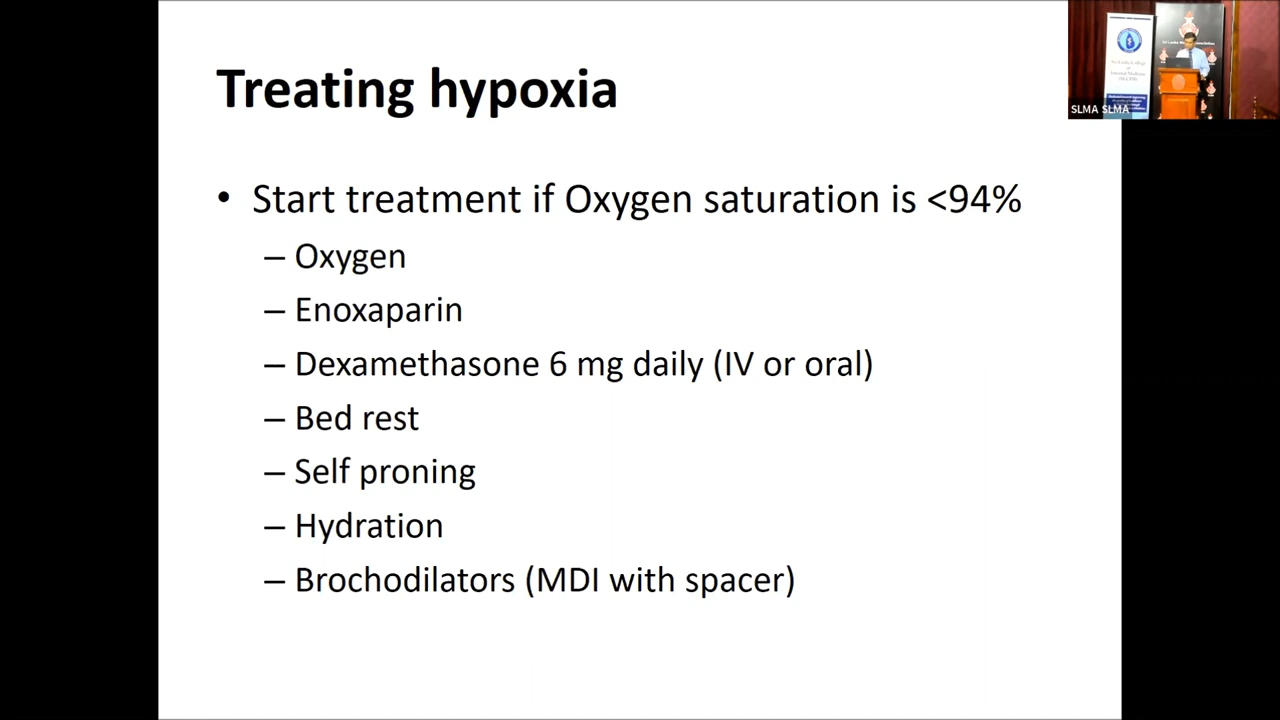 Treating hypoxia
• Start treatment if Oxygen saturation is <94%
– Oxygen
– Enoxaparin
– Dexamethasone 6 mg daily (IV or oral)
– Bed rest
– Self proning
– Hydration
– Brochodilators (MDI with spacer)
SLMA SLMA